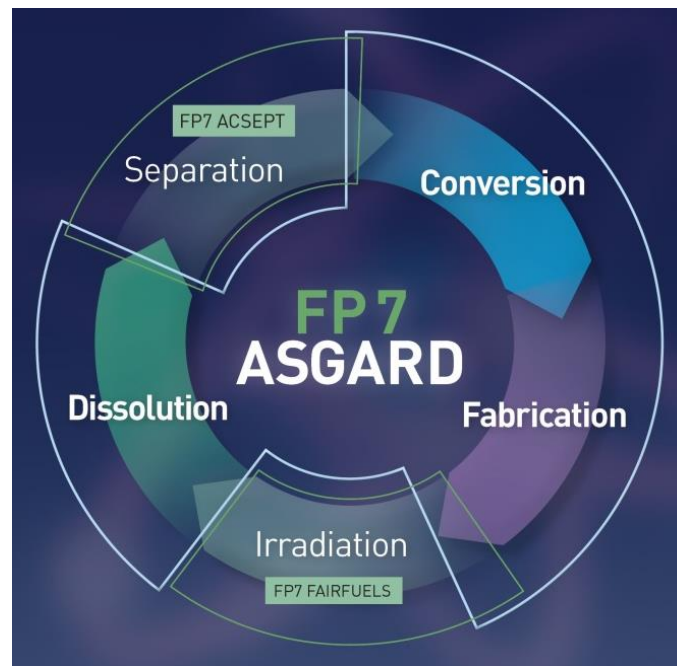 FP7 ACSEPT
Separation
Conversion
FP7
ASGARD
Dissolution
Fabrication
Irradiation
FP7 FAIRFUELS